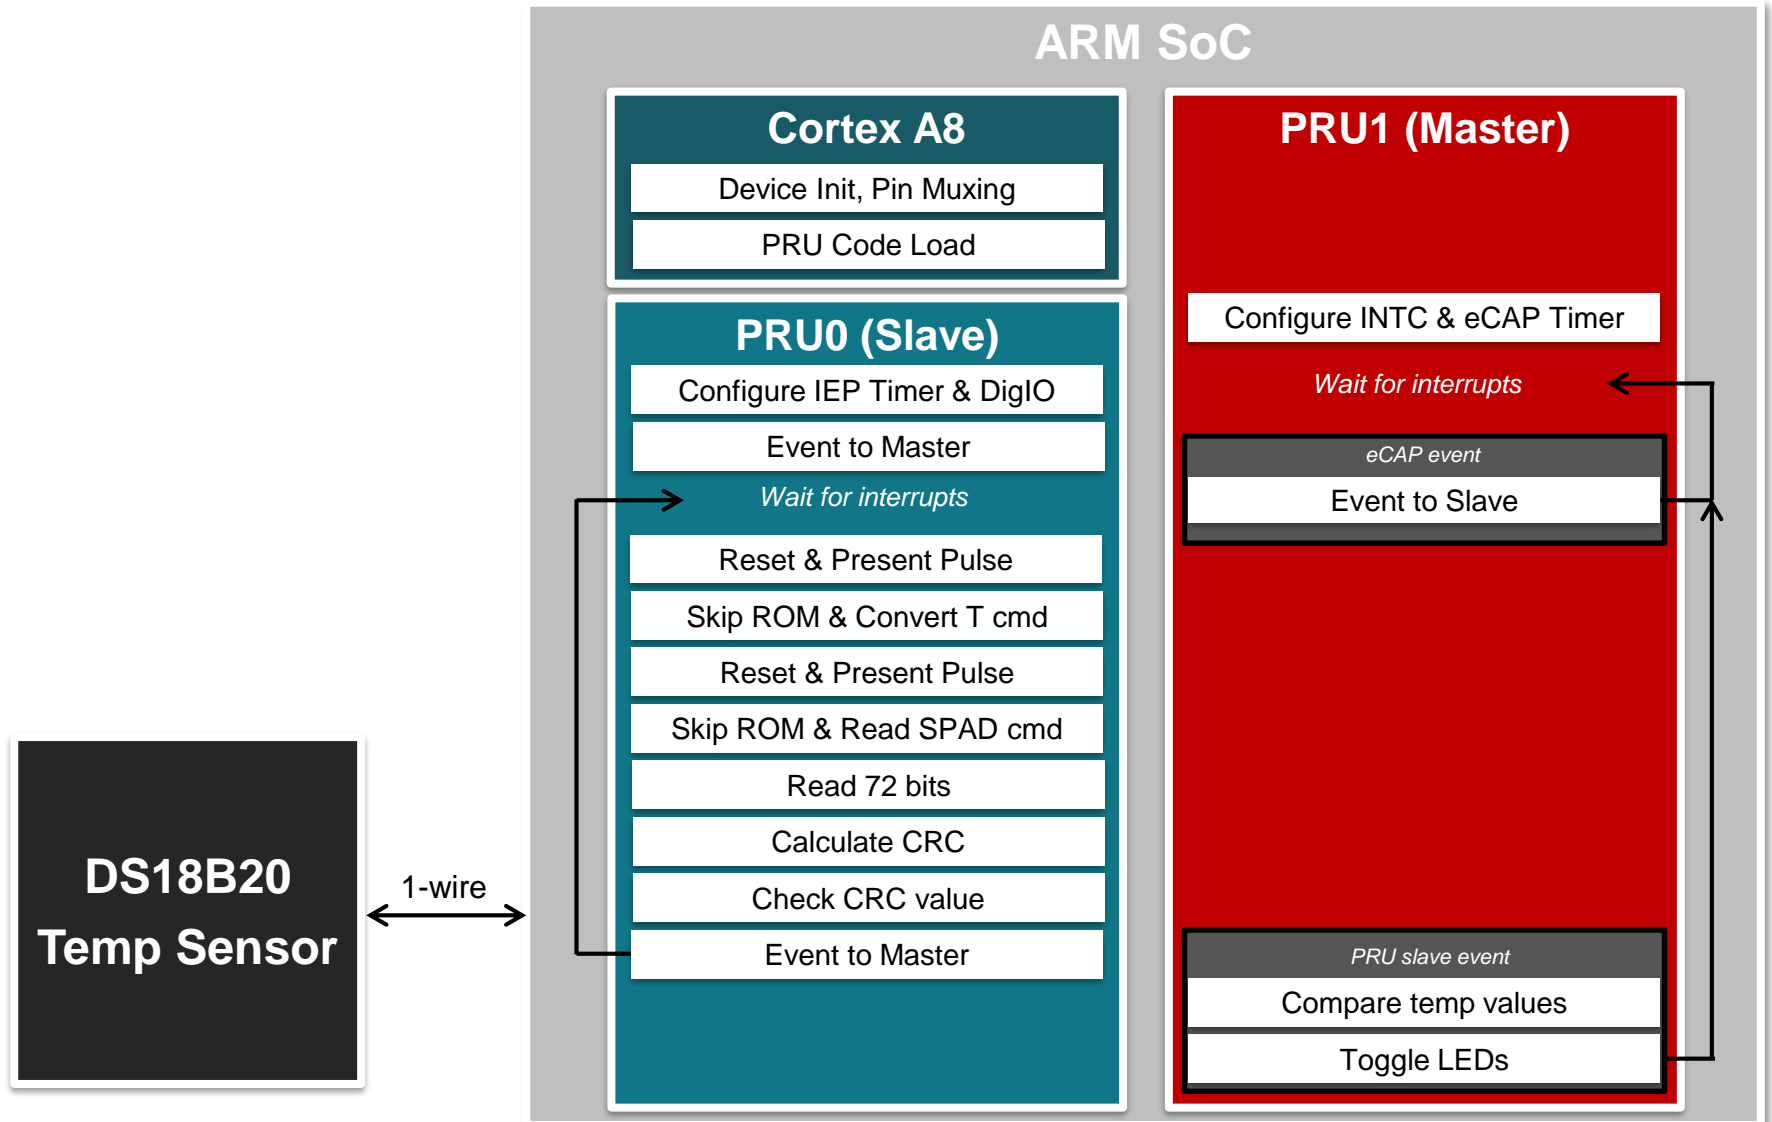 ARM SoC
Cortex A8
Device Init, Pin Muxing
PRU Code Load
PRU0 (Slave)
Configure IEP Timer & DigIO
Event to Master
Wait for interrupts
Reset & Present Pulse
Skip ROM & Convert T cmd
Reset & Present Pulse
Skip ROM & Read SPAD cmd
Read 72 bits
Calculate CRC
Check CRC value
Event to Master
PRU1 (Master)
Configure INTC & eCAP Timer
Wait for interrupts
eCAP event
Event to Slave
PRU slave event
Compare temp values
Toggle LEDs
DS18B20
Temp Sensor
1-wire